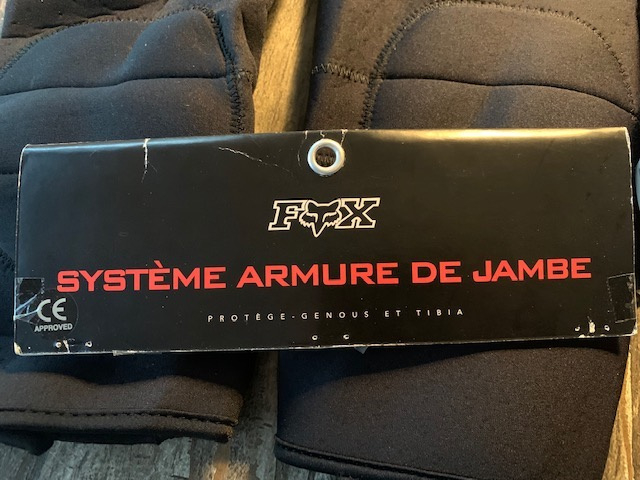 FOX
SYSTÈME ARMURE DE JAMBE
PROTÈGE-GENOUS ET TIBIA
CE
APPROVED